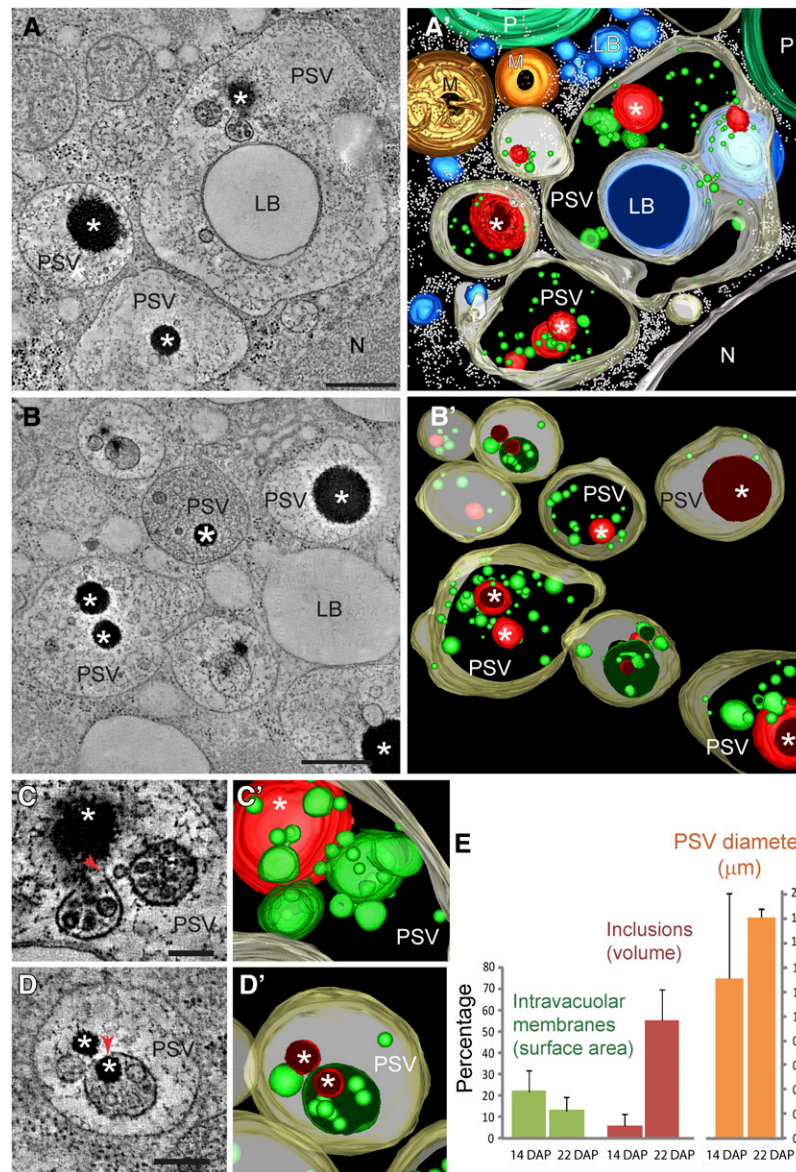 A
PSV
LB
PSV
PSV
N
A'
P
LB
M
M
P
PSV
LB
PSV
N
B
PSV
PSV
LB
PSV
B'
PSV
PSV
PSV
PSV
C
PSV
C'
PSV
D
PSV
D'
PSV
E
PSV diamete
(μm)
Inclusions
(volume)
Intravacuolar
membranes
(surface area)
Percentage
80
70
60
50
40
30
20
10
0
14 DAP 22 DAP 14 DAP 22 DAP 14 DAP 22 DAP